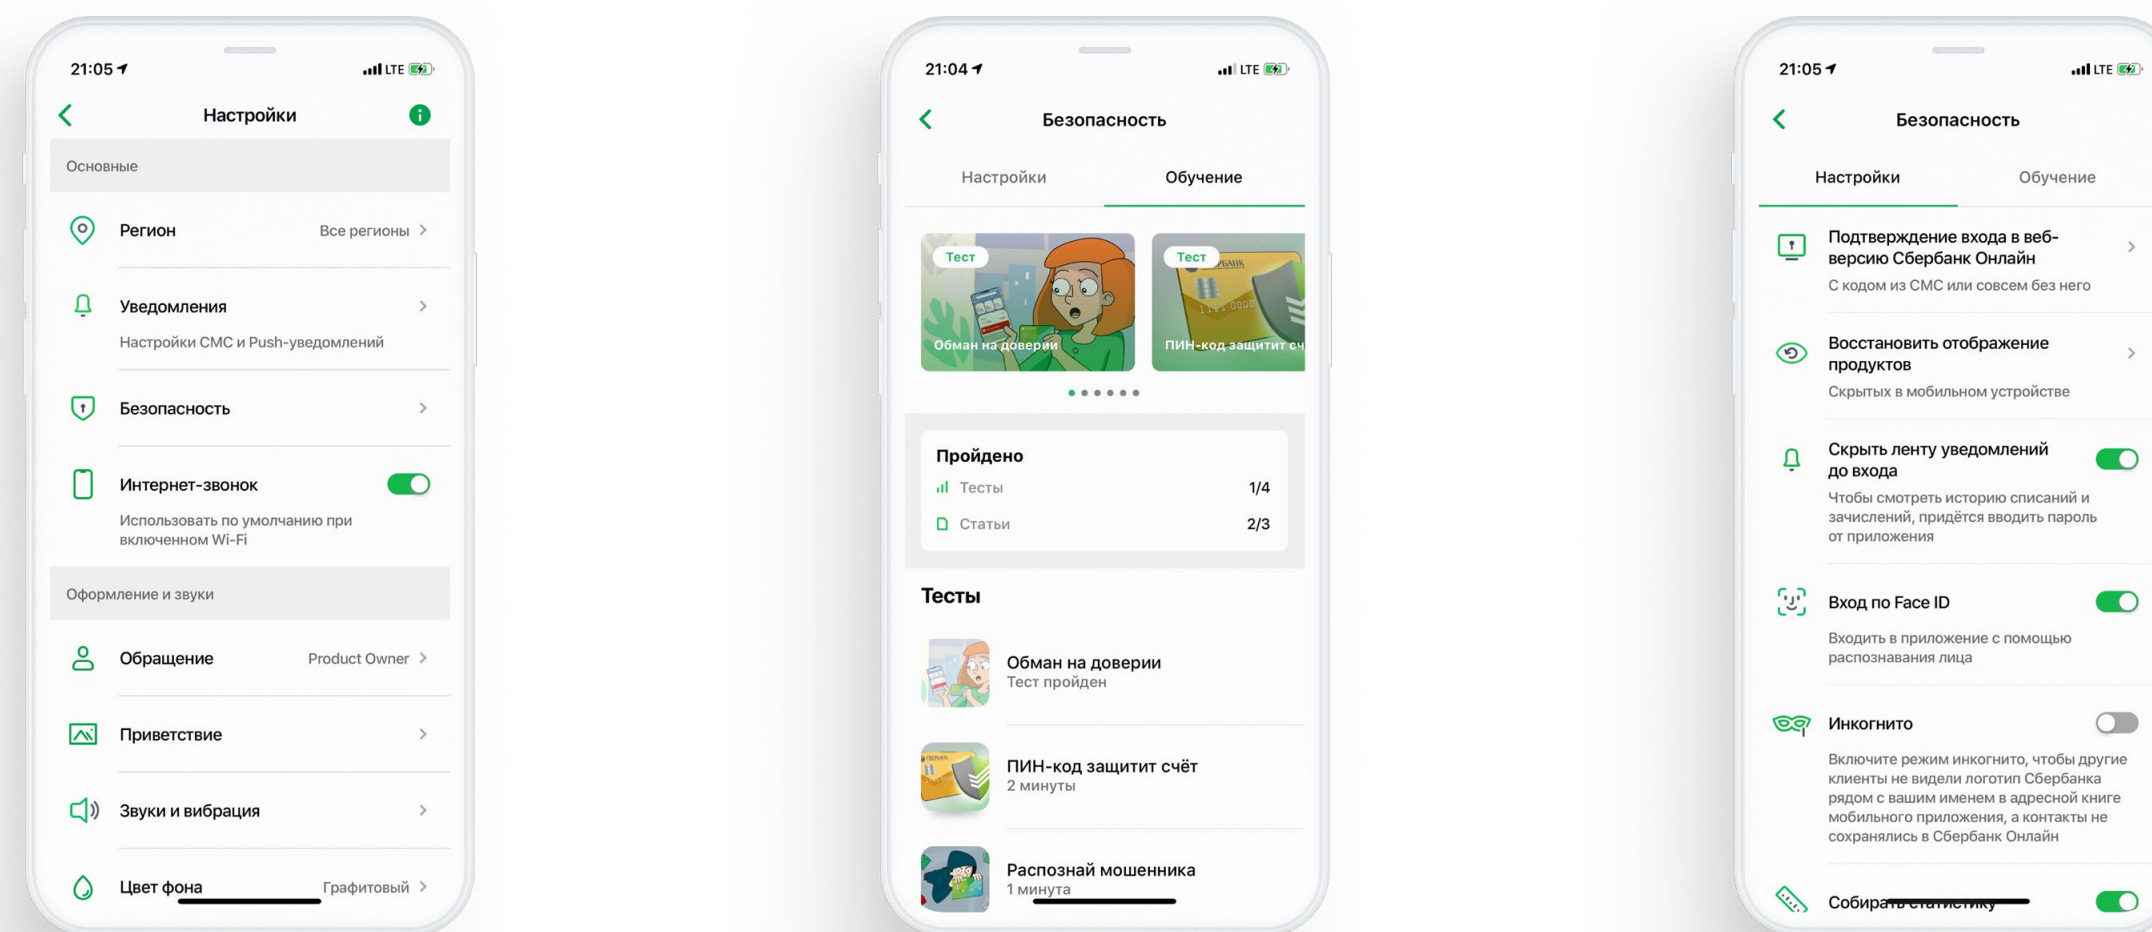 21:05
LTE
Настройки
Основные
Регион
Все регионы
Уведомления
Настройки СМС и Push-уведомлений
Безопасность
Интернет-звонок
Использовать по умолчанию при
включенном Wi-Fi
Оформление и звуки
Обращение
Product Owner
Приветствие
Звуки и вибрация
Цвет фона
Графитовый
21:04
LTE
Безопасность
Настройки
Обучение
Тест
Обман на доверии
Тест
ПИН-код защитит сч
Пройдено
Тесты
1/4
Статьи
2/3
Тесты
Обман на доверии
Тест пройден
ПИН-код защитит счёт
2 минуты
Распознай мошенника
1 минута
21:05
LTE
Безопасность
Настройки
Обучение
Подтверждение входа в веб-
версию Сбербанк Онлайн
С кодом из СМС или совсем без него
Восстановить отображение
продуктов
Скрытых в мобильном устройстве
Скрыть ленту уведомлений
до входа
Чтобы смотреть историю списаний и
зачислений, придётся вводить пароль
от приложения
Вход по Face ID
Входить в приложение с помощью
распознавания лица
Инкогнито
Включите режим инкогнито, чтобы другие
клиенты не видели логотип Сбербанка
рядом с вашим именем в адресной книге
мобильного приложения, а контакты не
сохранялись в Сбербанк Онлайн
Собирать статистику